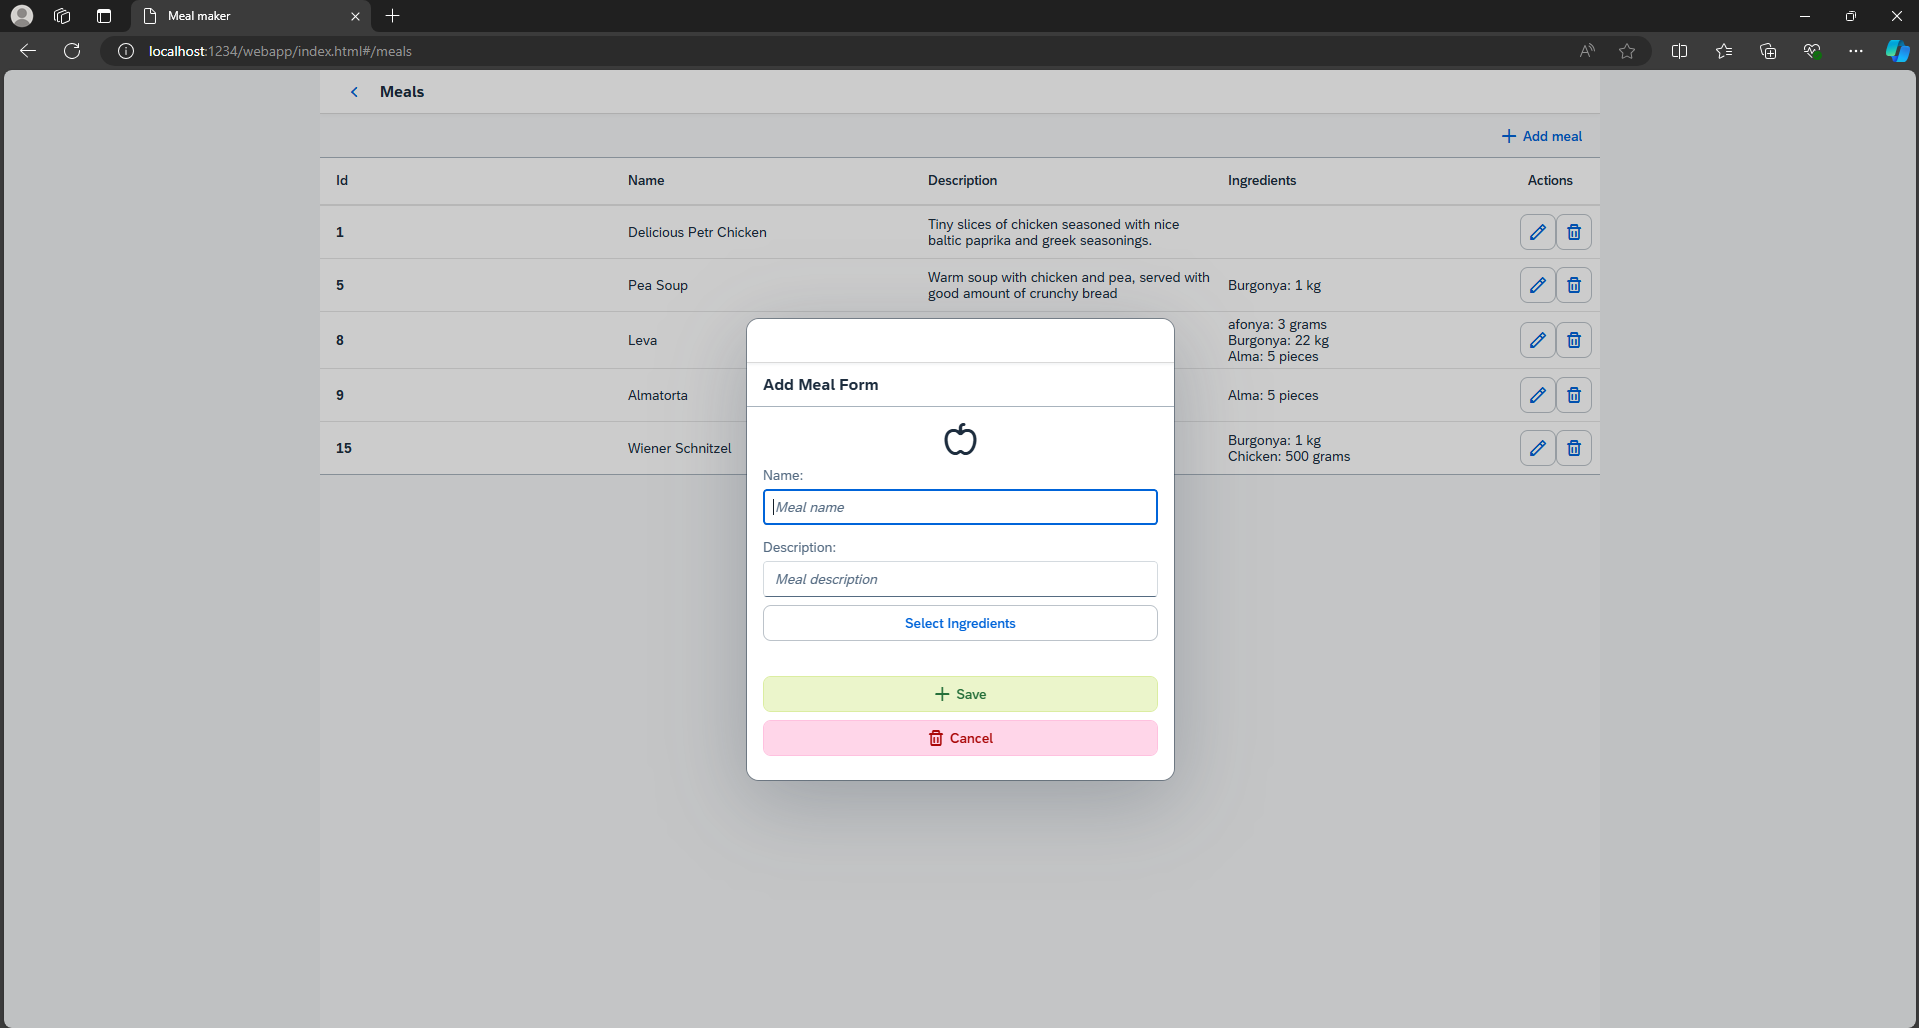 Meal maker
localhost:1234/webapp/index.html#/meals
Meals
Add meal
Id Name Description Ingredients Actions
1 Delicious Petr Chicken Tiny slices of chicken seasoned with nice
baltic paprika and greek seasonings.
5 Pea Soup Warm soup with chicken and pea, served with
good amount of crunchy bread
Burgonya: 1 kg
8 Leva
afonya: 3 grams
Burgonya: 22 kg
Alma: 5 pieces
9 Almatorta Alma: 5 pieces
15 Wiener Schnitzel
Burgonya: 1 kg
Chicken: 500 grams
Add Meal Form
Name:
Meal name
Description:
Meal description
Select Ingredients
Save
Cancel